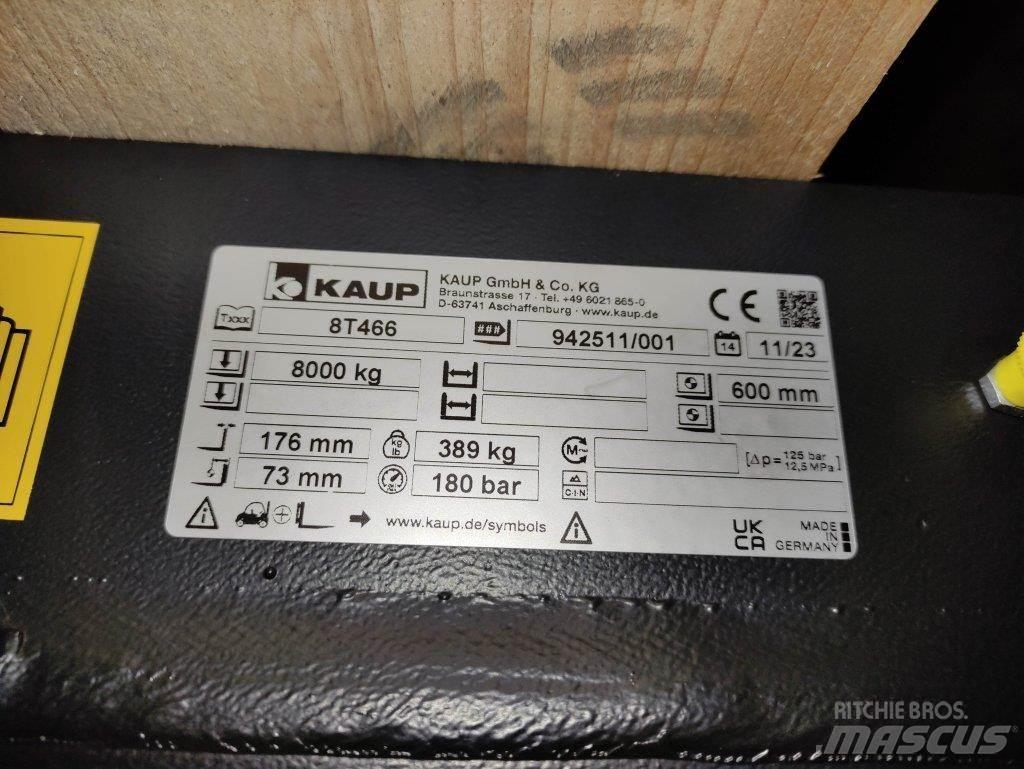 KAUP
KAUP GmbH & Co. KG
Braunstrasse 17 · Tel. +49 6021 865-0
D-63741 Aschaffenburg · www.kaup.de
CE
Txxx 8T466 ### 942511/001 14 11/23
8000 kg 600 mm
176 mm kg lb 389 kg M~ [Δp= 125 bar
12,5 MPa]
73 mm 180 bar C·I·N
www.kaup.de/symbols
UK
CA
MADE
IN
GERMANY
RITCHIE BROS.
MASCUS